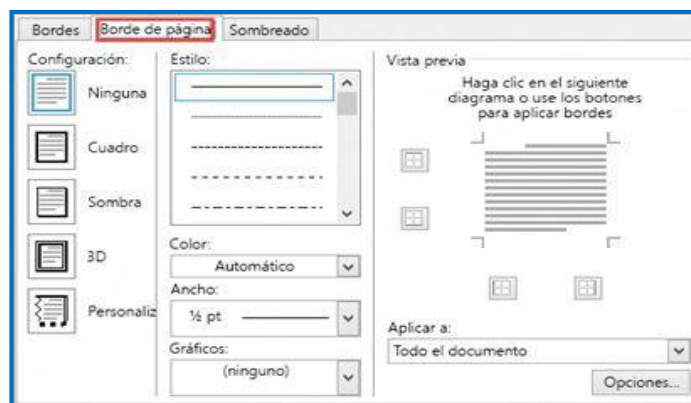 Bordes Borde de página Sombreado
Configuración:
Ninguna
Cuadro
Sombra
3D
Personaliz
Estilo:
Color:
Automático
Ancho:
½ pt
Gráficos:
(ninguno)
Vista previa
Haga clic en el siguiente
diagrama o use los botones
para aplicar bordes
Aplicar a:
Todo el documento
Opciones...